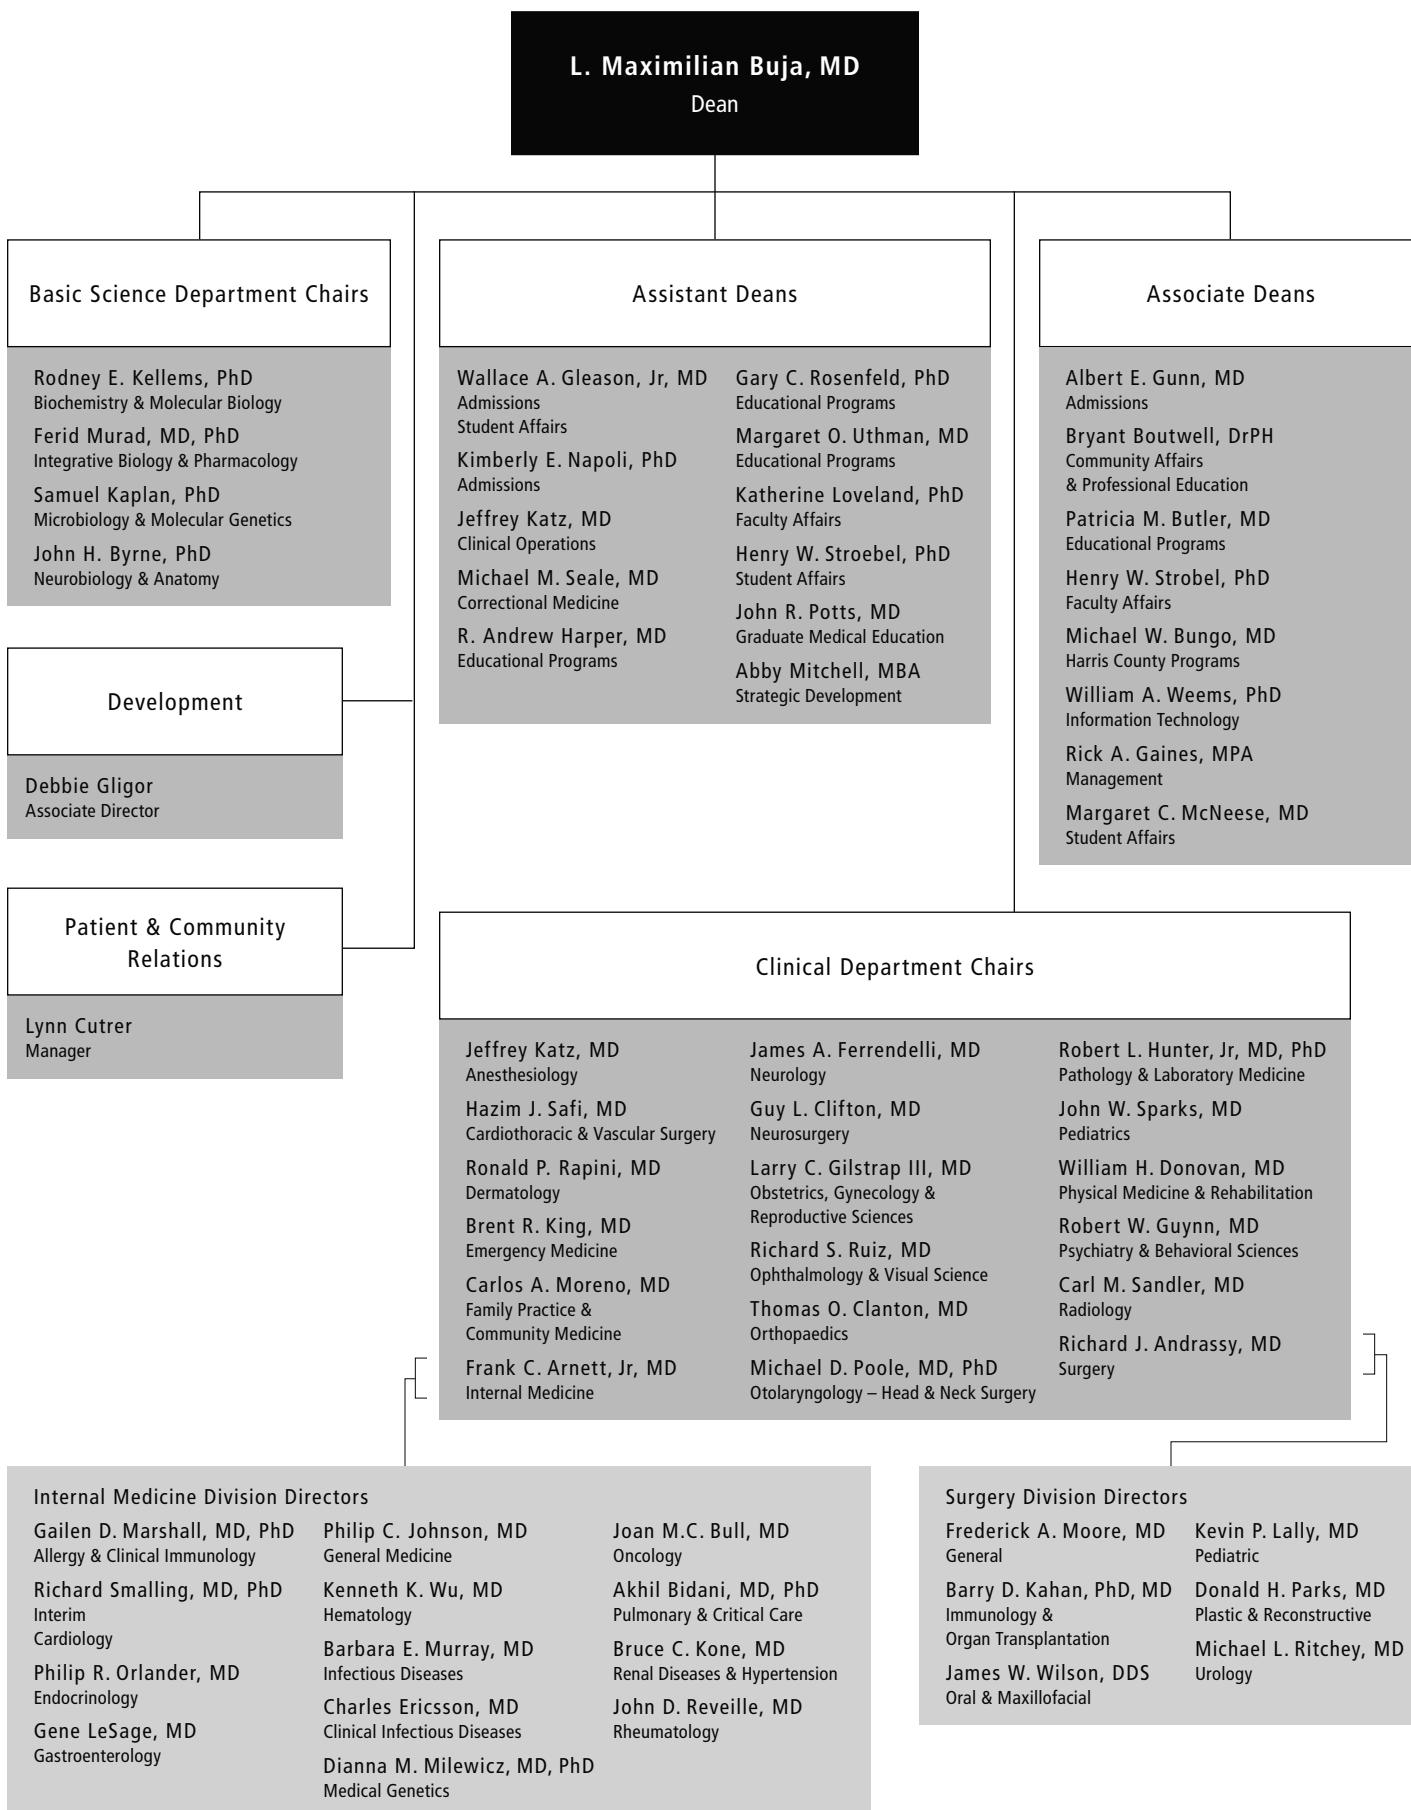 L. Maximilian Buja, MD
Dean
Basic Science Department Chairs
Rodney E. Kellems, PhD
Biochemistry & Molecular Biology
Ferid Murad, MD, PhD
Integrative Biology & Pharmacology
Samuel Kaplan, PhD
Microbiology & Molecular Genetics
John H. Byrne, PhD
Neurobiology & Anatomy
Development
Debbie Gligor
Associate Director
Patient & Community
Relations
Lynn Cutrer
Manager
Assistant Deans
Wallace A. Gleason, Jr, MD
Admissions
Student Affairs
Kimberly E. Napoli, PhD
Admissions
Jeffrey Katz, MD
Clinical Operations
Michael M. Seale, MD
Correctional Medicine
R. Andrew Harper, MD
Educational Programs
Gary C. Rosenfeld, PhD
Educational Programs
Margaret O. Uthman, MD
Educational Programs
Katherine Loveland, PhD
Faculty Affairs
Henry W. Stroebel, PhD
Student Affairs
John R. Potts, MD
Graduate Medical Education
Abby Mitchell, MBA
Strategic Development
Associate Deans
Albert E. Gunn, MD
Admissions
Bryant Boutwell, DrPH
Community Affairs
& Professional Education
Patricia M. Butler, MD
Educational Programs
Henry W. Strobel, PhD
Faculty Affairs
Michael W. Bungo, MD
Harris County Programs
William A. Weems, PhD
Information Technology
Rick A. Gaines, MPA
Management
Margaret C. McNeese, MD
Student Affairs
Clinical Department Chairs
Jeffrey Katz, MD
Anesthesiology
Hazim J. Safi, MD
Cardiothoracic & Vascular Surgery
Ronald P. Rapini, MD
Dermatology
Brent R. King, MD
Emergency Medicine
Carlos A. Moreno, MD
Family Practice &
Community Medicine
Frank C. Arnett, Jr, MD
Internal Medicine
James A. Ferrendelli, MD
Neurology
Guy L. Clifton, MD
Neurosurgery
Larry C. Gilstrap III, MD
Obstetrics, Gynecology &
Reproductive Sciences
Richard S. Ruiz, MD
Ophthalmology & Visual Science
Thomas O. Clanton, MD
Orthopaedics
Michael D. Poole, MD, PhD
Otolaryngology – Head & Neck Surgery
Robert L. Hunter, Jr, MD, PhD
Pathology & Laboratory Medicine
John W. Sparks, MD
Pediatrics
William H. Donovan, MD
Physical Medicine & Rehabilitation
Robert W. Guynn, MD
Psychiatry & Behavioral Sciences
Carl M. Sandler, MD
Radiology
Richard J. Andrassy, MD
Surgery
Internal Medicine Division Directors
Gailen D. Marshall, MD, PhD
Allergy & Clinical Immunology
Richard Smalling, MD, PhD
Interim
Cardiology
Philip R. Orlander, MD
Endocrinology
Gene LeSage, MD
Gastroenterology
Philip C. Johnson, MD
General Medicine
Kenneth K. Wu, MD
Hematology
Barbara E. Murray, MD
Infectious Diseases
Charles Ericsson, MD
Clinical Infectious Diseases
Dianna M. Milewicz, MD, PhD
Medical Genetics
Joan M.C. Bull, MD
Oncology
Akhil Bidani, MD, PhD
Pulmonary & Critical Care
Bruce C. Kone, MD
Renal Diseases & Hypertension
John D. Reveille, MD
Rheumatology
Surgery Division Directors
Frederick A. Moore, MD
General
Barry D. Kahan, PhD, MD
Immunology &
Organ Transplantation
James W. Wilson, DDS
Oral & Maxillofacial
Kevin P. Lally, MD
Pediatric
Donald H. Parks, MD
Plastic & Reconstructive
Michael L. Ritchey, MD
Urology